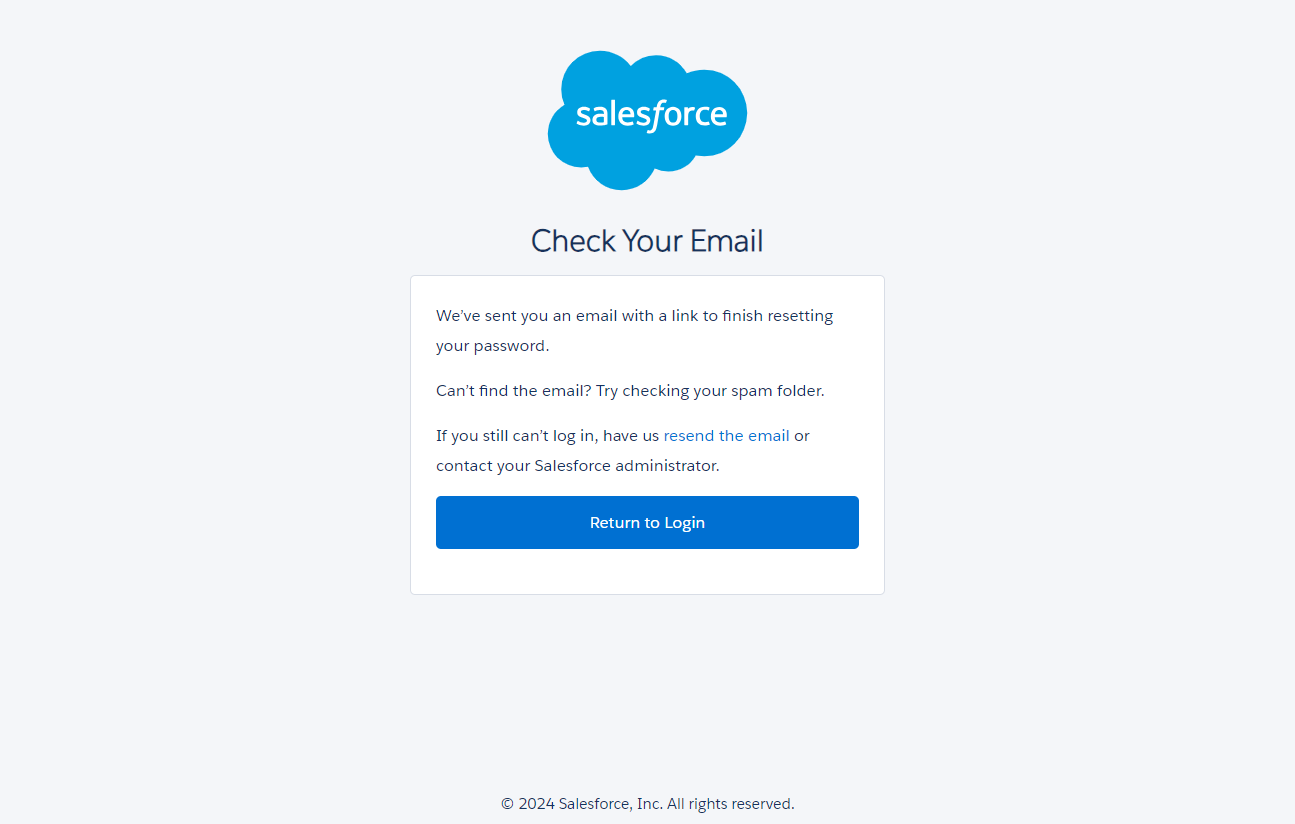 salesforce
Check Your Email
We’ve sent you an email with a link to finish resetting
your password.
Can’t find the email? Try checking your spam folder.
If you still can’t log in, have us resend the email or
contact your Salesforce administrator.
Return to Login
© 2024 Salesforce, Inc. All rights reserved.